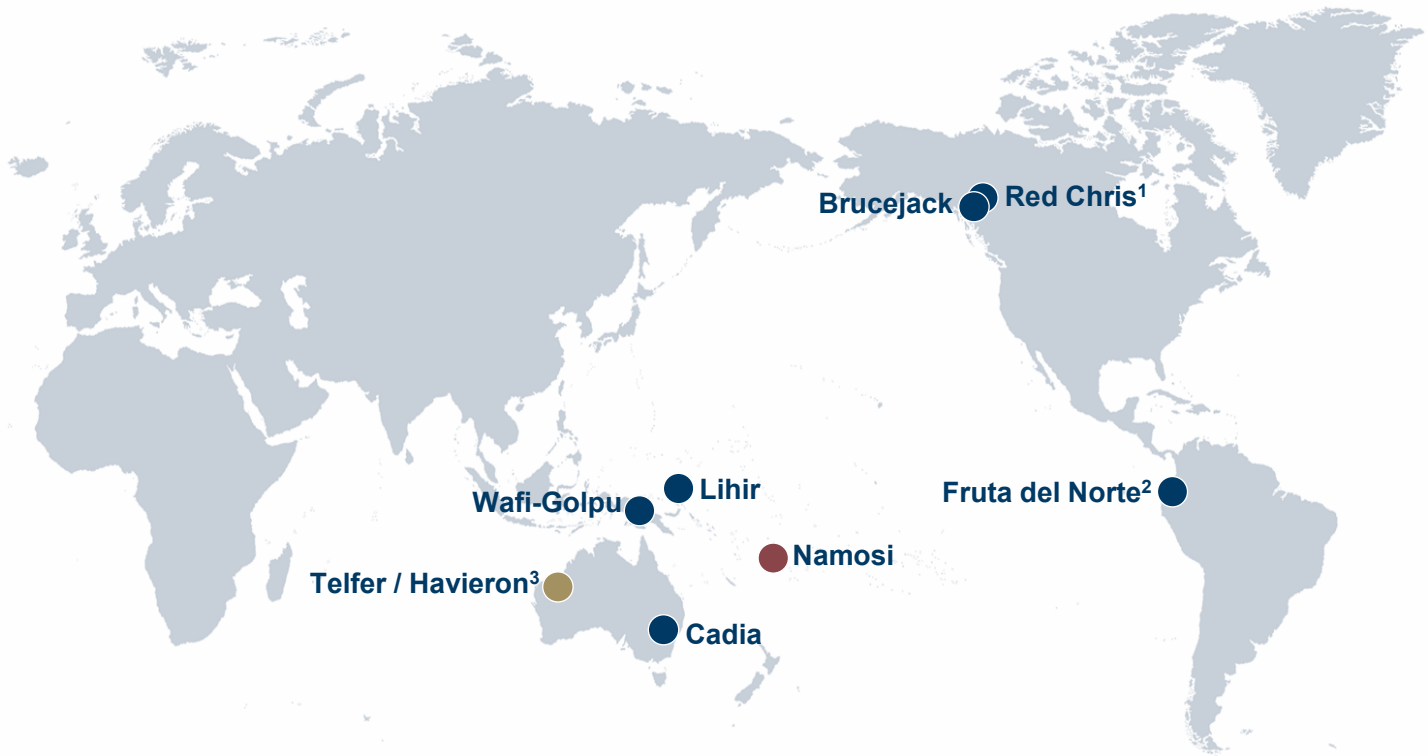 Brucejack
Red Chris¹
Lihir
Wafi-Golpu
Fruta del Norte²
Namosi
Telfer / Havieron³
Cadia